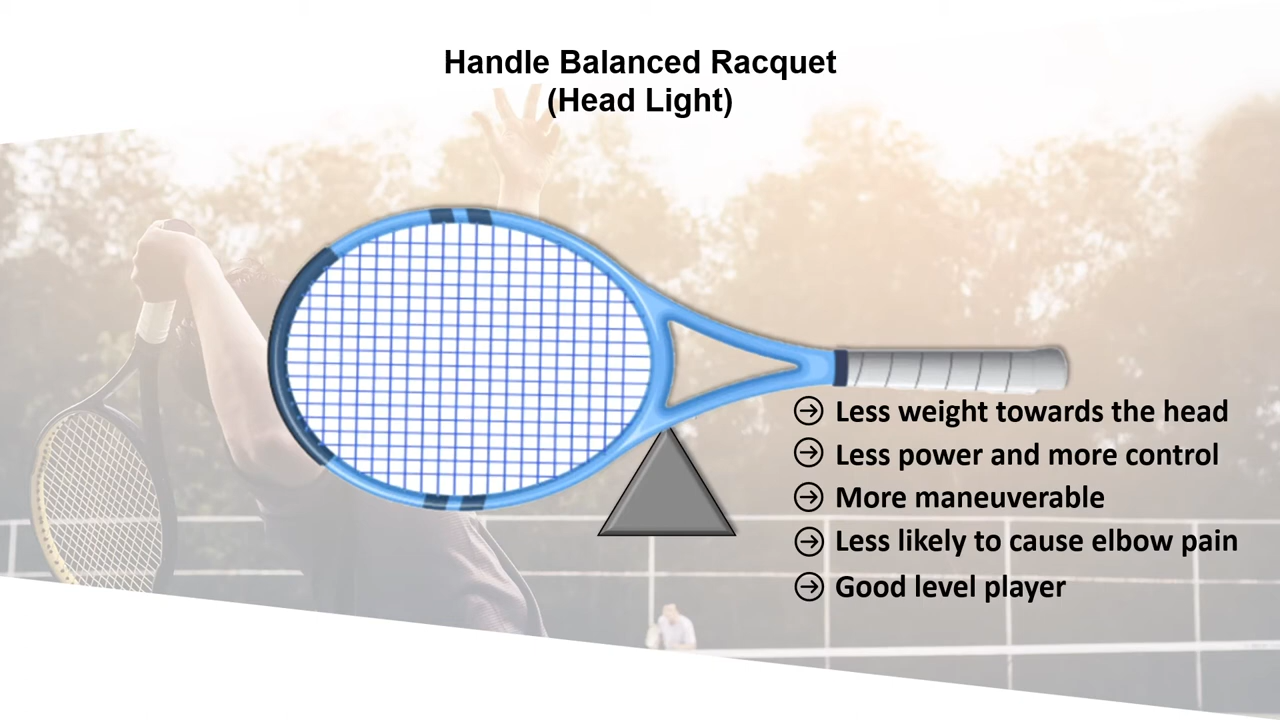 Handle Balanced Racquet
(Head Light)
Less weight towards the head
Less power and more control
More maneuverable
Less likely to cause elbow pain
Good level player